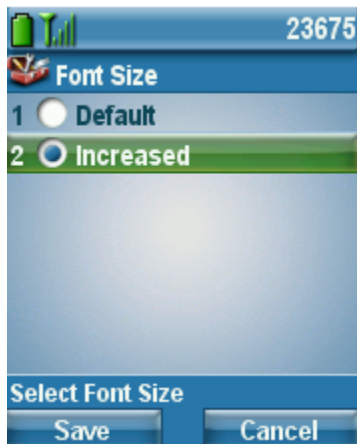 23675
Font Size
1 Default
2 Increased
Select Font Size
Save Cancel